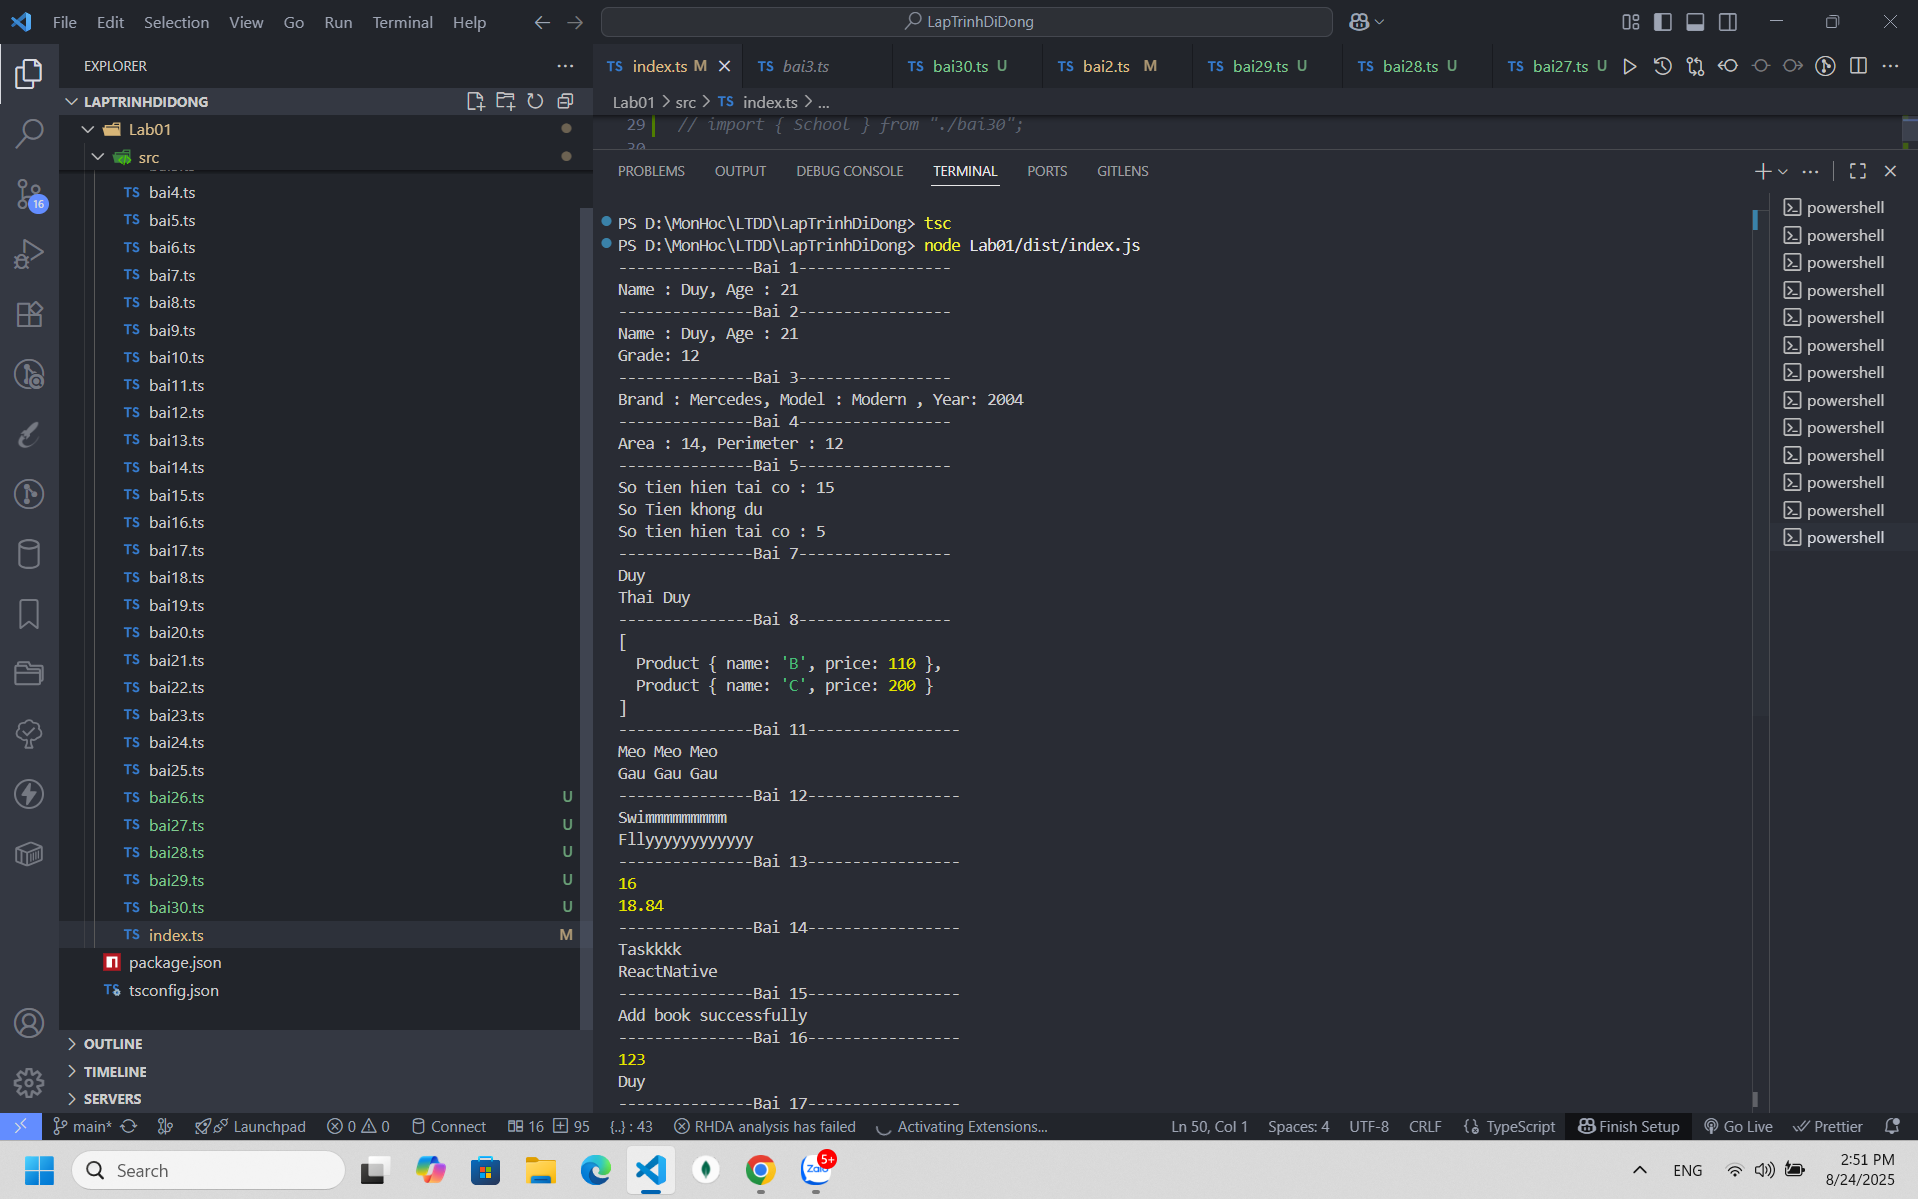 File Edit Selection View Go Run Terminal Help
LapTrinhDiDong
EXPLORER
LAPTRINHDIDONG
Lab01
src
TS bai4.ts
TS bai5.ts
TS bai6.ts
TS bai7.ts
TS bai8.ts
TS bai9.ts
TS bai10.ts
TS bai11.ts
TS bai12.ts
TS bai13.ts
TS bai14.ts
TS bai15.ts
TS bai16.ts
TS bai17.ts
TS bai18.ts
TS bai19.ts
TS bai20.ts
TS bai21.ts
TS bai22.ts
TS bai23.ts
TS bai24.ts
TS bai25.ts
TS bai26.ts U
TS bai27.ts U
TS bai28.ts U
TS bai29.ts U
TS bai30.ts U
TS index.ts M
package.json
TS tsconfig.json
OUTLINE
TIMELINE
SERVERS
16
TS index.ts M TS bai3.ts TS bai30.ts U TS bai2.ts M TS bai29.ts U TS bai28.ts U TS bai27.ts U
Lab01 > src > TS index.ts > ...
29 // import { School } from "./bai30";
30
PROBLEMS OUTPUT DEBUG CONSOLE TERMINAL PORTS GITLENS
PS D:\MonHoc\LTDD\LapTrinhDiDong> tsc
PS D:\MonHoc\LTDD\LapTrinhDiDong> node Lab01/dist/index.js
---------------Bai 1-----------------
Name : Duy, Age : 21
---------------Bai 2-----------------
Name : Duy, Age : 21
Grade: 12
---------------Bai 3-----------------
Brand : Mercedes, Model : Modern , Year: 2004
---------------Bai 4-----------------
Area : 14, Perimeter : 12
---------------Bai 5-----------------
So tien hien tai co : 15
So Tien khong du
So tien hien tai co : 5
---------------Bai 7-----------------
Duy
Thai Duy
---------------Bai 8-----------------
[
Product { name: 'B', price: 110 },
Product { name: 'C', price: 200 }
]
---------------Bai 11-----------------
Meo Meo Meo
Gau Gau Gau
---------------Bai 12-----------------
Swimmmmmmmmm
Fllyyyyyyyyyyyy
---------------Bai 13-----------------
16
18.84
---------------Bai 14-----------------
Taskkkk
ReactNative
---------------Bai 15-----------------
Add book successfully
---------------Bai 16-----------------
123
Duy
---------------Bai 17-----------------
powershell
powershell
powershell
powershell
powershell
powershell
powershell
powershell
powershell
powershell
powershell
powershell
powershell
main* Launchpad 0 0 Connect 16 95 {..} : 43 RHDA analysis has failed Activating Extensions... Ln 50, Col 1 Spaces: 4 UTF-8 CRLF TypeScript Finish Setup Go Live Prettier
Search
Zalo 5+
ENG
2:51 PM
8/24/2025